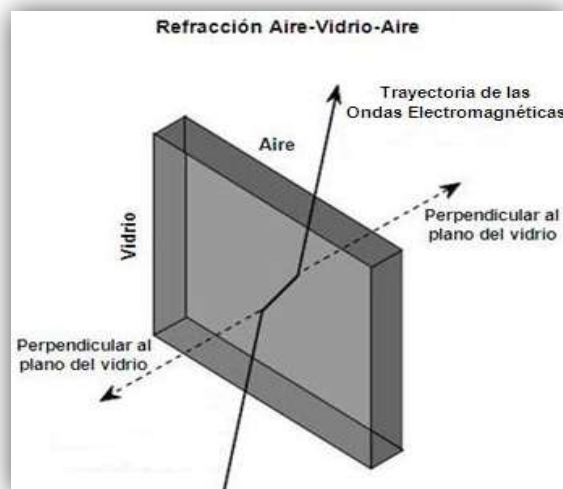 Refracción Aire-Vidrio-Aire
Trayectoria de las
Ondas Electromagnéticas
Aire
Perpendicular al
plano del vidrio
Vidrio
Perpendicular al
plano del vidrio